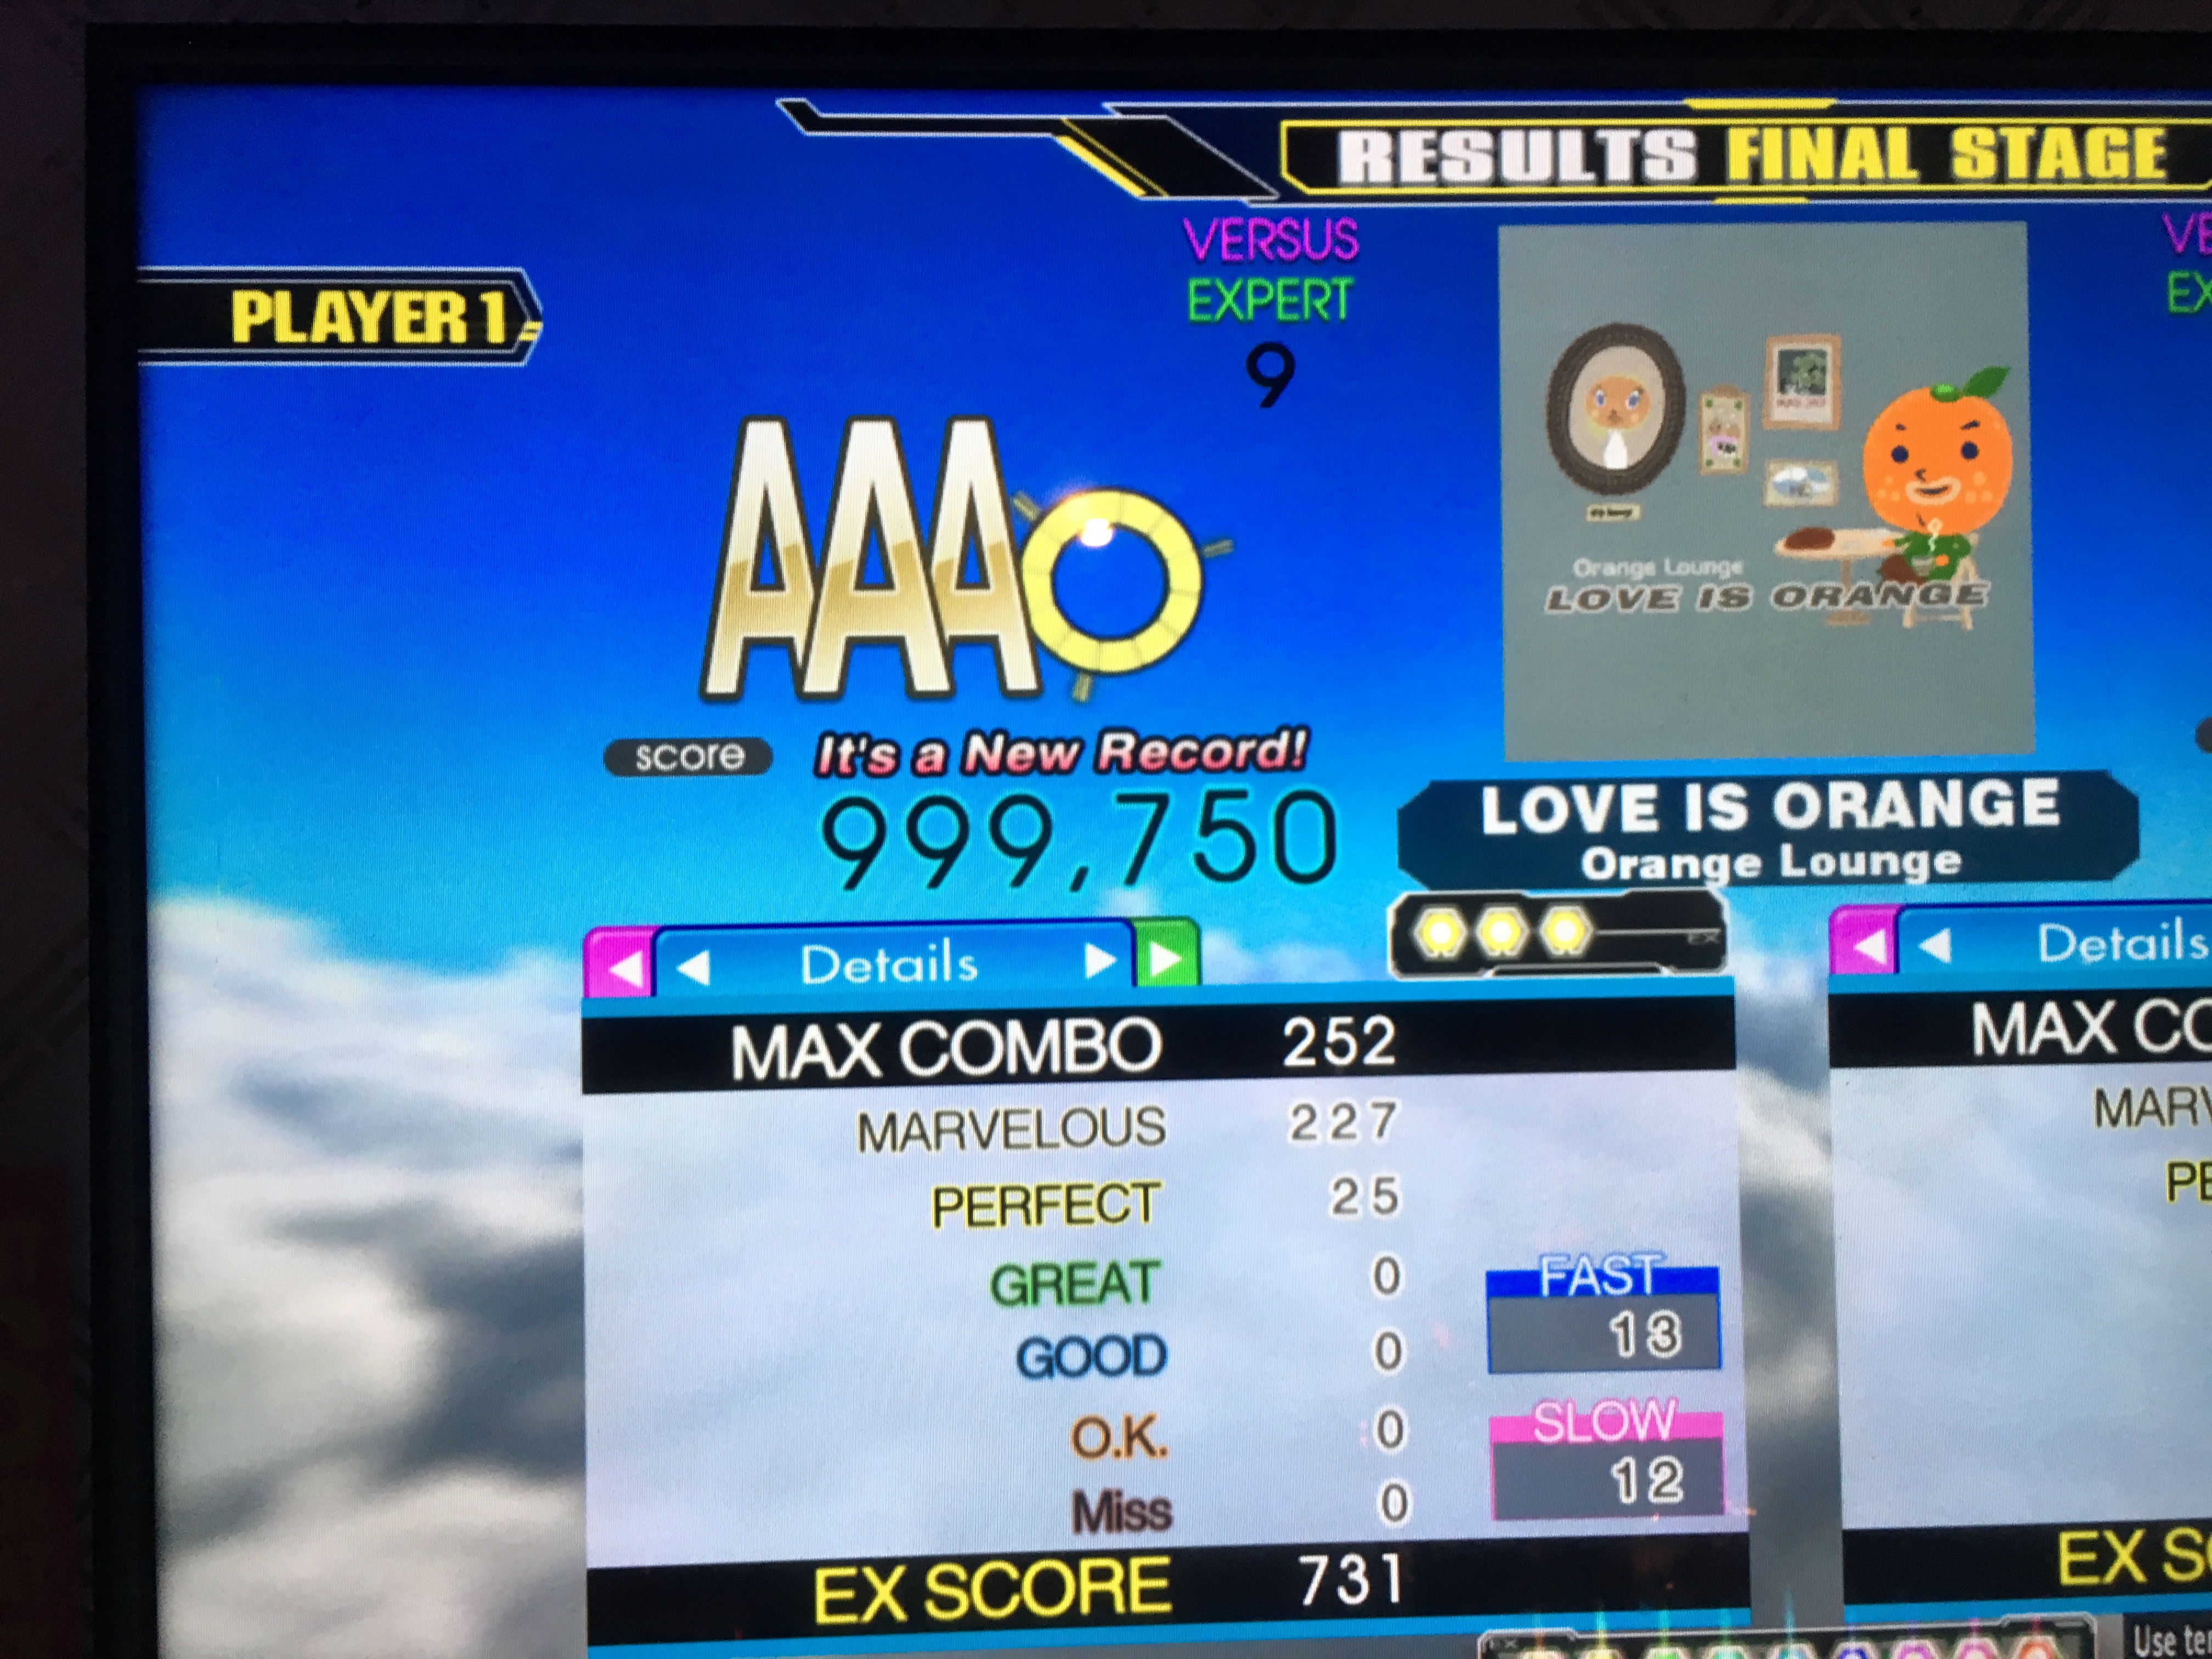 RESULTS FINAL STAGE
PLAYER 1
VERSUS
EXPERT
9
AAA
Orange Lounge
LOVE IS ORANGE
score
It's a New Record!
999,750
LOVE IS ORANGE
Orange Lounge
Details
EX
MAX COMBO 252
MARVELOUS 227
PERFECT 25
GREAT 0
GOOD 0
O.K. 0
Miss 0
FAST
13
SLOW
12
EX SCORE 731
VE
EX
Details
MAX CO
MARV
PE
EX SC
EX
Use te